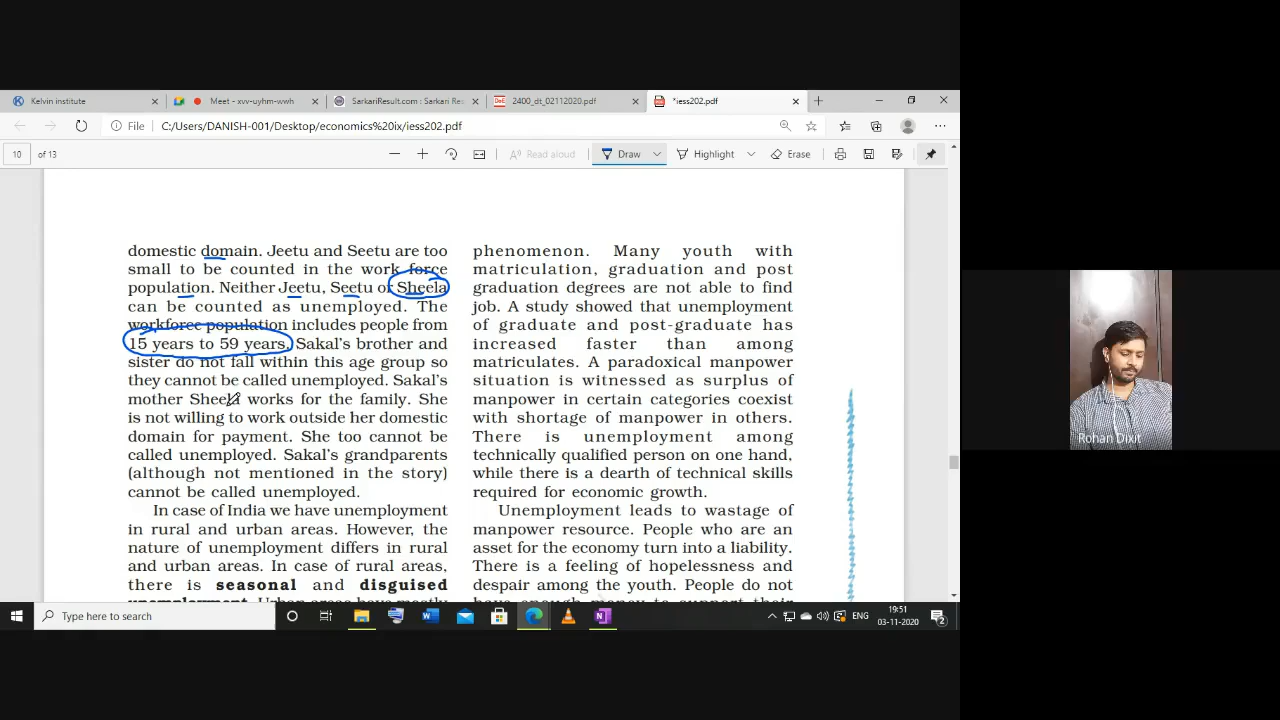 Kelvin institute
Meet - xvv-uyhm-wwh
SarkariResult.com : Sarkari Res
2400_dt_02112020.pdf
*iess202.pdf
File
C:/Users/DANISH-001/Desktop/economics%20ix/iess202.pdf
10 of 13
Read aloud
Draw
Highlight
Erase
domestic domain. Jeetu and Seetu are too
small to be counted in the work force
population. Neither Jeetu, Seetu or Sheela
can be counted as unemployed. The
workforce population includes people from
15 years to 59 years. Sakal's brother and
sister do not fall within this age group so
they cannot be called unemployed. Sakal's
mother Sheela works for the family. She
is not willing to work outside her domestic
domain for payment. She too cannot be
called unemployed. Sakal's grandparents
(although not mentioned in the story)
cannot be called unemployed.
In case of India we have unemployment
in rural and urban areas. However, the
nature of unemployment differs in rural
and urban areas. In case of rural areas,
there is seasonal and disguised
unemployment. Urban areas have mostly
phenomenon. Many youth with
matriculation, graduation and post
graduation degrees are not able to find
job. A study showed that unemployment
of graduate and post-graduate has
increased faster than among
matriculates. A paradoxical manpower
situation is witnessed as surplus of
manpower in certain categories coexist
with shortage of manpower in others.
There is unemployment among
technically qualified person on one hand,
while there is a dearth of technical skills
required for economic growth.
Unemployment leads to wastage of
manpower resource. People who are an
asset for the economy turn into a liability.
There is a feeling of hopelessness and
despair among the youth. People do not
have enough money to support their
Rohan Dixit
Type here to search
ENG
19:51
03-11-2020
2